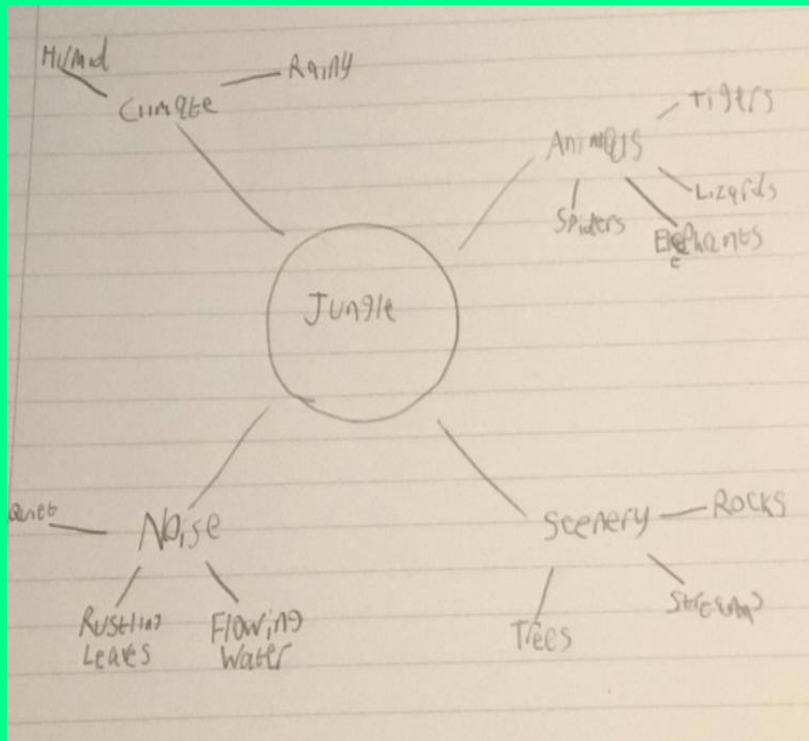 Humid
Rainy
Climate
Tigers
Animals
Lizards
Spiders
Elephants
Jungle
Quiet
Noise
Rustling
Leaves
Flowing
Water
Scenery
Rocks
Streams
Trees